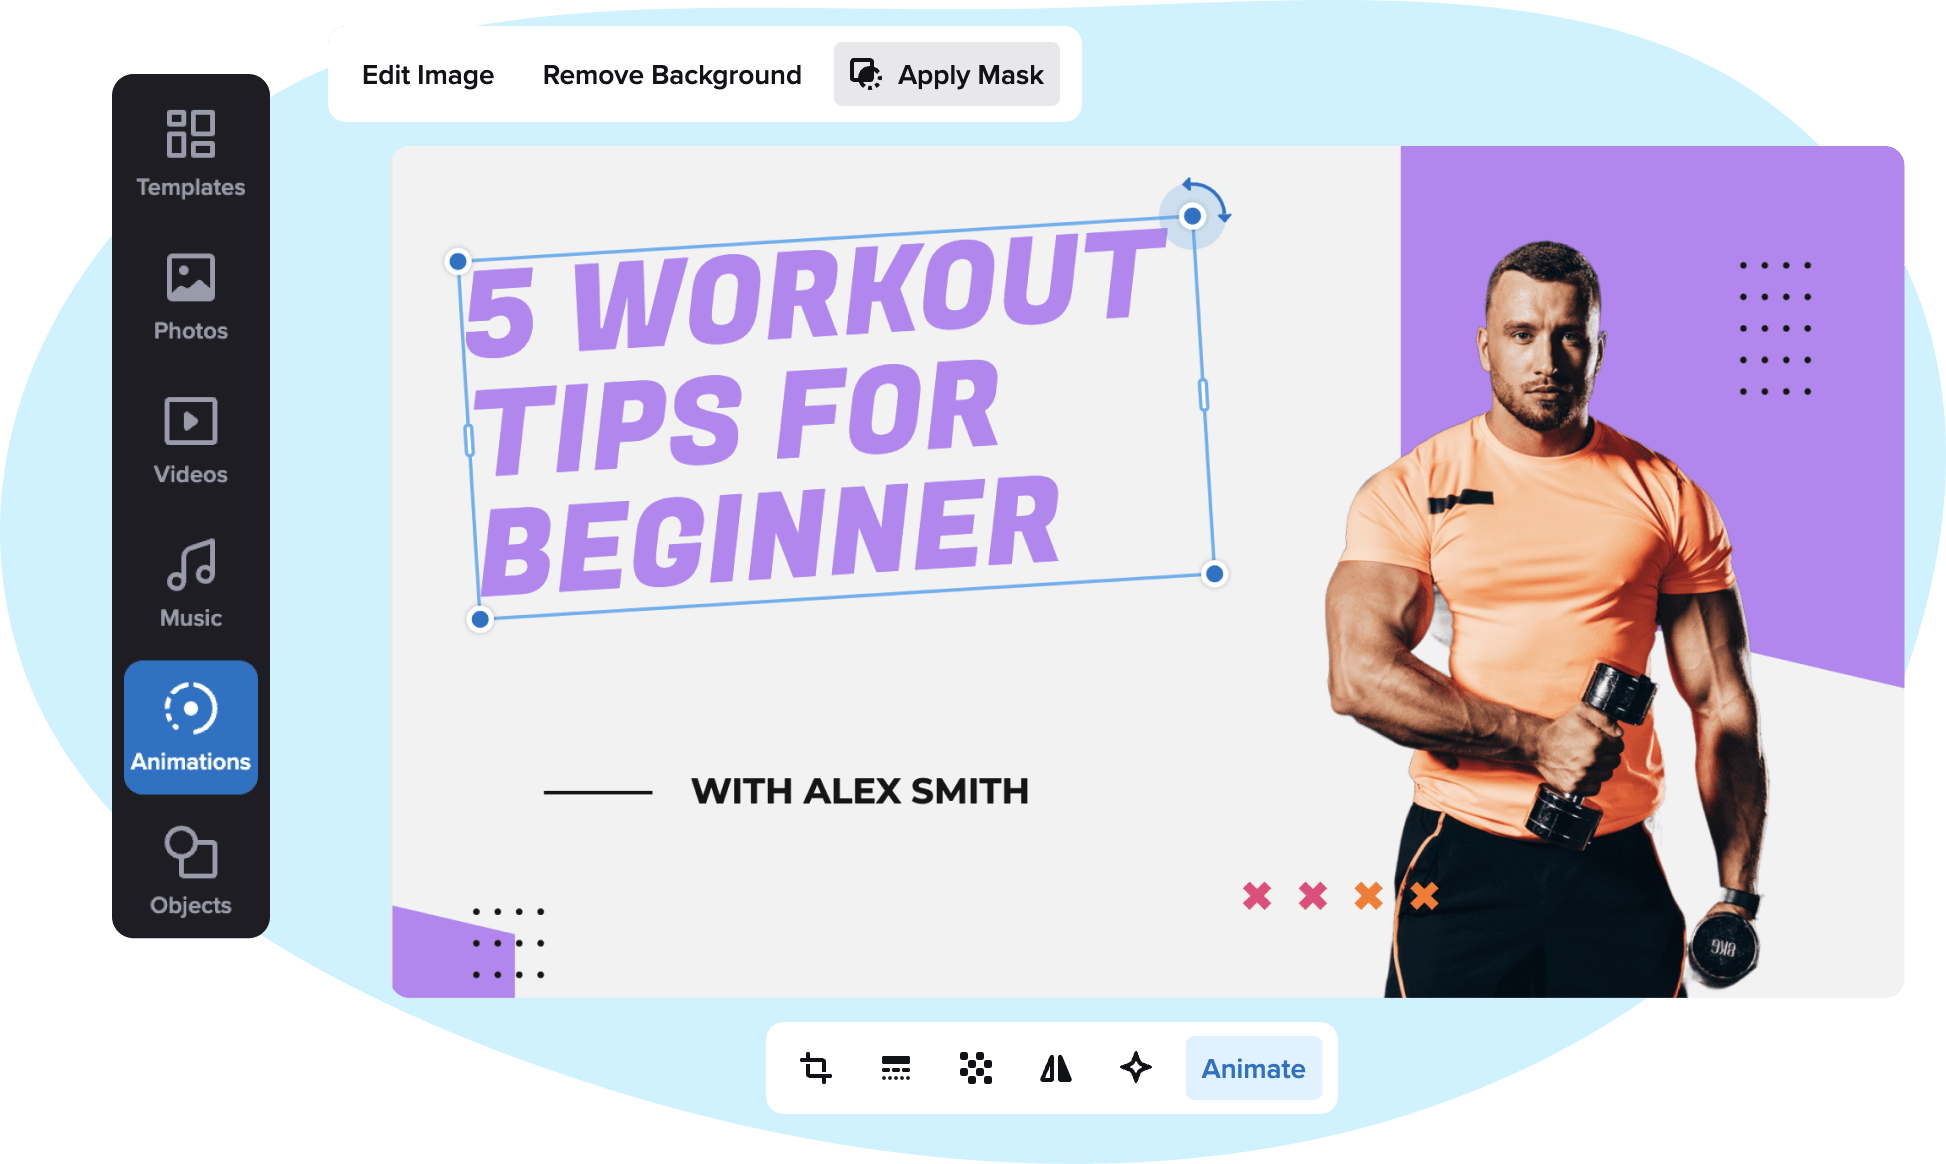 Edit Image
Remove Background
Apply Mask
Templates
Photos
Videos
Music
Animations
Objects
5 WORKOUT
TIPS FOR
BEGINNER
WITH ALEX SMITH
8KG
Animate